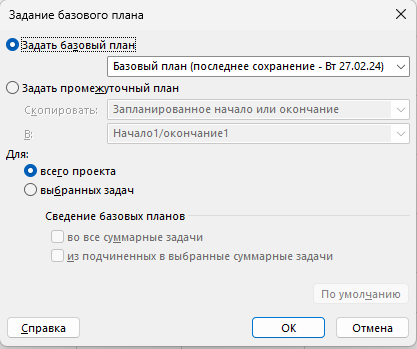 Задание базового плана
Задать базовый план
Базовый план (последнее сохранение - Вт 27.02.24)
Задать промежуточный план
Скопировать: Запланированное начало или окончание
В: Начало1/окончание1
Для:
всего проекта
выбранных задач
Сведение базовых планов
во все суммарные задачи
из подчиненных в выбранные суммарные задачи
По умолчанию
Справка ОК Отмена